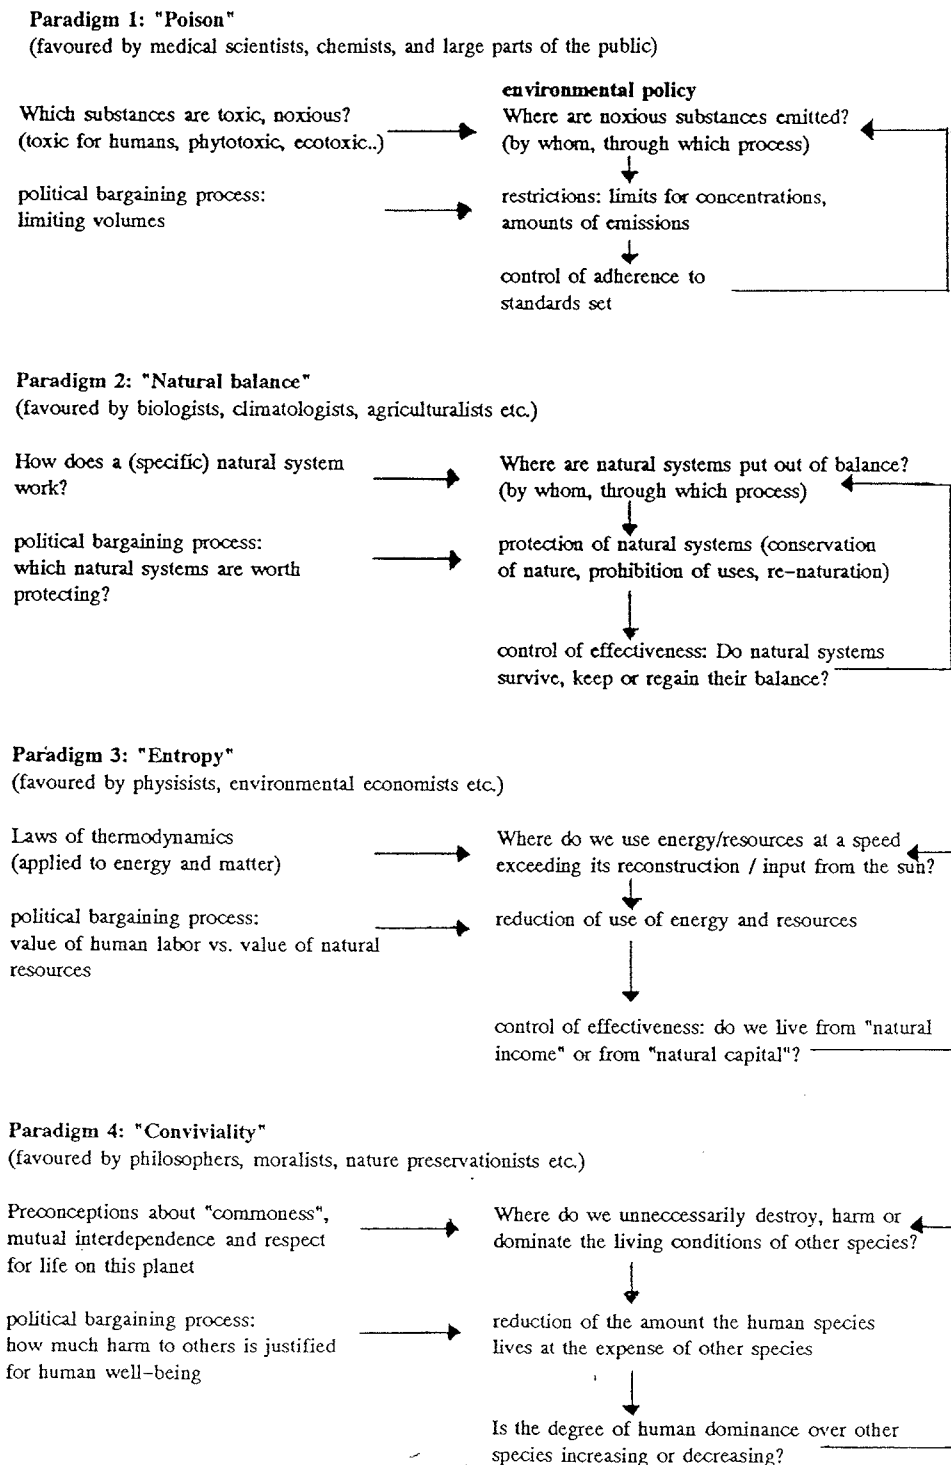 Paradigm 1: "Poison"
(favoured by medical scientists, chemists, and large parts of the public)
environmental policy
Which substances are toxic, noxious?
(toxic for humans, phytotoxic, ecotoxic..)
Where are noxious substances emitted?
(by whom, through which process)
political bargaining process:
limiting volumes
restrictions: limits for concentrations,
amounts of emissions
control of adherence to
standards set
Paradigm 2: "Natural balance"
(favoured by biologists, climatologists, agriculturalists etc.)
How does a (specific) natural system
work?
Where are natural systems put out of balance?
(by whom, through which process)
political bargaining process:
which natural systems are worth
protecting?
protection of natural systems (conservation
of nature, prohibition of uses, re-naturation)
control of effectiveness: Do natural systems
survive, keep or regain their balance?
Paradigm 3: "Entropy"
(favoured by physisists, environmental economists etc.)
Laws of thermodynamics
(applied to energy and matter)
Where do we use energy/resources at a speed
exceeding its reconstruction / input from the sun?
political bargaining process:
value of human labor vs. value of natural
resources
reduction of use of energy and resources
control of effectiveness: do we live from "natural
income" or from "natural capital"?
Paradigm 4: "Conviviality"
(favoured by philosophers, moralists, nature preservationists etc.)
Preconceptions about "commoness",
mutual interdependence and respect
for life on this planet
Where do we unneccessarily destroy, harm or
dominate the living conditions of other species?
political bargaining process:
how much harm to others is justified
for human well-being
reduction of the amount the human species
lives at the expense of other species
Is the degree of human dominance over other
species increasing or decreasing?